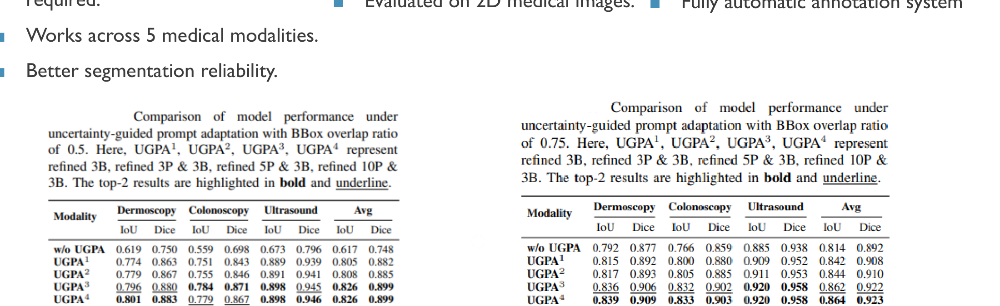 required.
Works across 5 medical modalities.
Better segmentation reliability.
Evaluated on 2D medical images.
Fully automatic annotation system
Comparison of model performance under
uncertainty-guided prompt adaptation with BBox overlap ratio
of 0.5. Here, UGPA¹, UGPA², UGPA³, UGPA⁴ represent
refined 3B, refined 3P & 3B, refined 5P & 3B, refined 10P &
3B. The top-2 results are highlighted in bold and underline.
Modality Dermoscopy Colonoscopy Ultrasound Avg
IoU Dice IoU Dice IoU Dice IoU Dice
w/o UGPA 0.619 0.750 0.559 0.698 0.673 0.796 0.617 0.748
UGPA¹ 0.774 0.863 0.751 0.843 0.889 0.939 0.805 0.882
UGPA² 0.779 0.867 0.755 0.846 0.891 0.941 0.808 0.885
UGPA³ 0.796 0.880 0.784 0.871 0.898 0.945 0.826 0.899
UGPA⁴ 0.801 0.883 0.779 0.867 0.898 0.946 0.826 0.899
Comparison of model performance under
uncertainty-guided prompt adaptation with BBox overlap ratio
of 0.75. Here, UGPA¹, UGPA², UGPA³, UGPA⁴ represent
refined 3B, refined 3P & 3B, refined 5P & 3B, refined 10P &
3B. The top-2 results are highlighted in bold and underline.
Modality Dermoscopy Colonoscopy Ultrasound Avg
IoU Dice IoU Dice IoU Dice IoU Dice
w/o UGPA 0.792 0.877 0.766 0.859 0.885 0.938 0.814 0.892
UGPA¹ 0.815 0.892 0.800 0.880 0.909 0.952 0.842 0.908
UGPA² 0.817 0.893 0.805 0.885 0.911 0.953 0.844 0.910
UGPA³ 0.836 0.906 0.832 0.902 0.920 0.958 0.862 0.922
UGPA⁴ 0.839 0.909 0.833 0.903 0.920 0.958 0.864 0.923